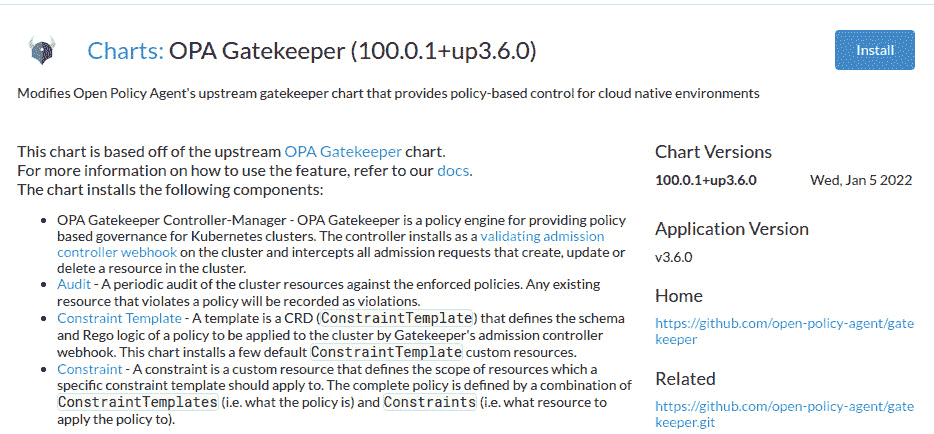 Charts: OPA Gatekeeper (100.0.1+up3.6.0)
Install
Modifies Open Policy Agent's upstream gatekeeper chart that provides policy-based control for cloud native environments
This chart is based off of the upstream OPA Gatekeeper chart.
For more information on how to use the feature, refer to our docs.
The chart installs the following components:
• OPA Gatekeeper Controller-Manager - OPA Gatekeeper is a policy engine for providing policy
based governance for Kubernetes clusters. The controller installs as a validating admission
controller webhook on the cluster and intercepts all admission requests that create, update or
delete a resource in the cluster.
• Audit - A periodic audit of the cluster resources against the enforced policies. Any existing
resource that violates a policy will be recorded as violations.
• Constraint Template - A template is a CRD (ConstraintTemplate) that defines the schema
and Rego logic of a policy to be applied to the cluster by Gatekeeper's admission controller
webhook. This chart installs a few default ConstraintTemplate custom resources.
• Constraint - A constraint is a custom resource that defines the scope of resources which a
specific constraint template should apply to. The complete policy is defined by a combination of
ConstraintTemplates (i.e. what the policy is) and Constraints (i.e. what resource to
apply the policy to).
Chart Versions
100.0.1+up3.6.0 Wed, Jan 5 2022
Application Version
v3.6.0
Home
https://github.com/open-policy-agent/gate
keeper
Related
https://github.com/open-policy-agent/gate
keeper.git